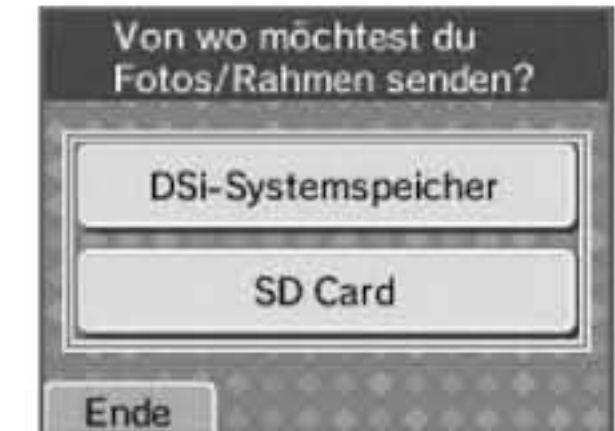 Von wo möchtest du
Fotos/Rahmen senden?
DSi-Systemspeicher
SD Card
Ende